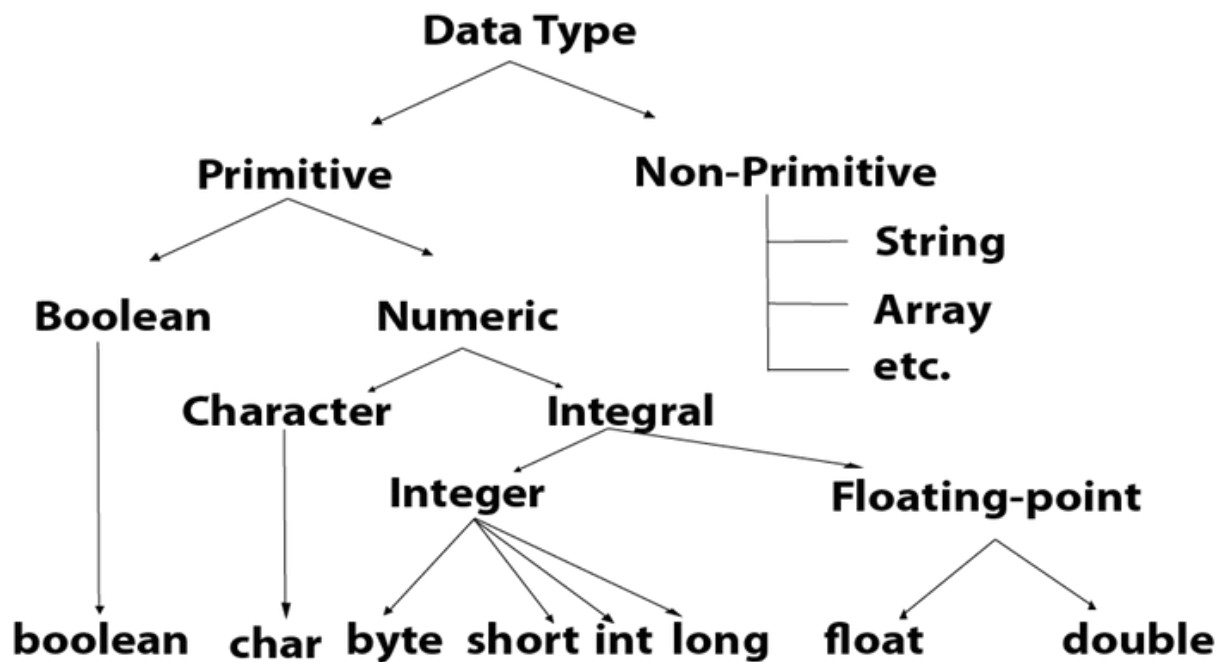 Data Type
Primitive
Non-Primitive
String
Boolean
Numeric
Array
etc.
Character
Integral
Integer
Floating-point
boolean
char
byte
short
int
long
float
double